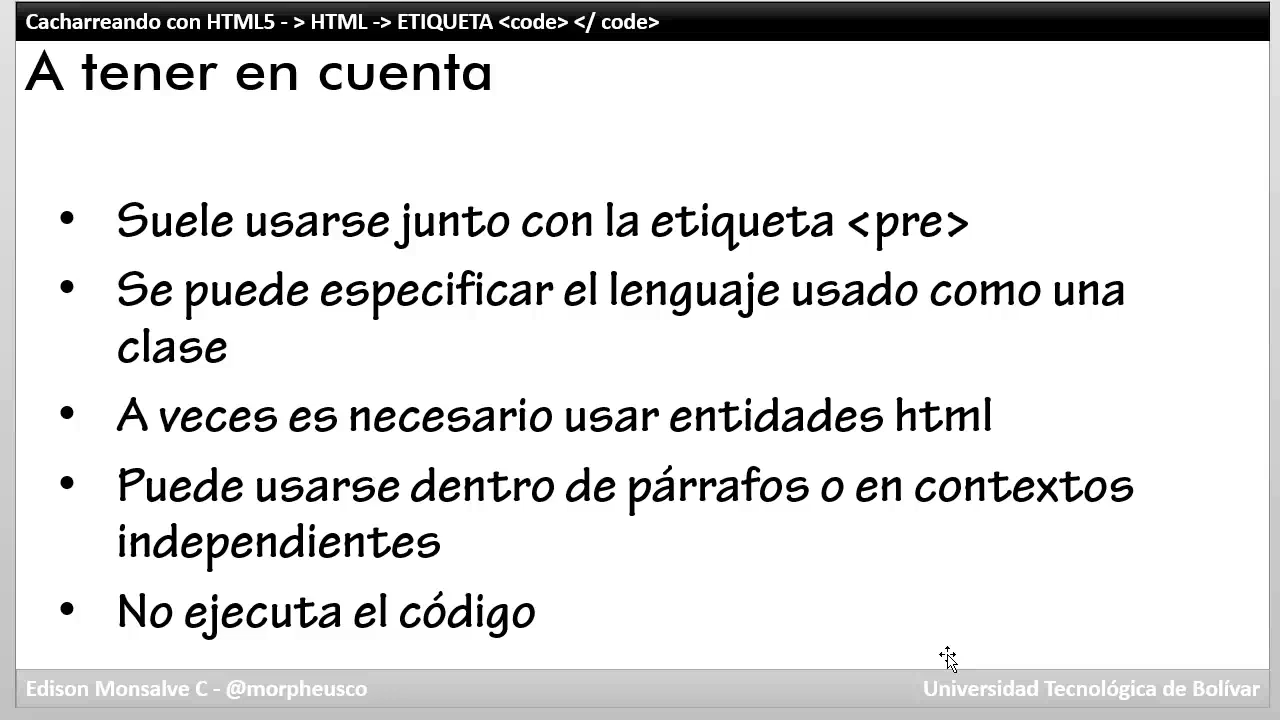 Cacharreando con HTML5 - > HTML -> ETIQUETA <code> </ code>
A tener en cuenta
• Suele usarse junto con la etiqueta <pre>
• Se puede especificar el lenguaje usado como una
clase
• A veces es necesario usar entidades html
• Puede usarse dentro de párrafos o en contextos
independientes
• No ejecuta el código
Edison Monsalve C - @morpheusco
Universidad Tecnológica de Bolívar